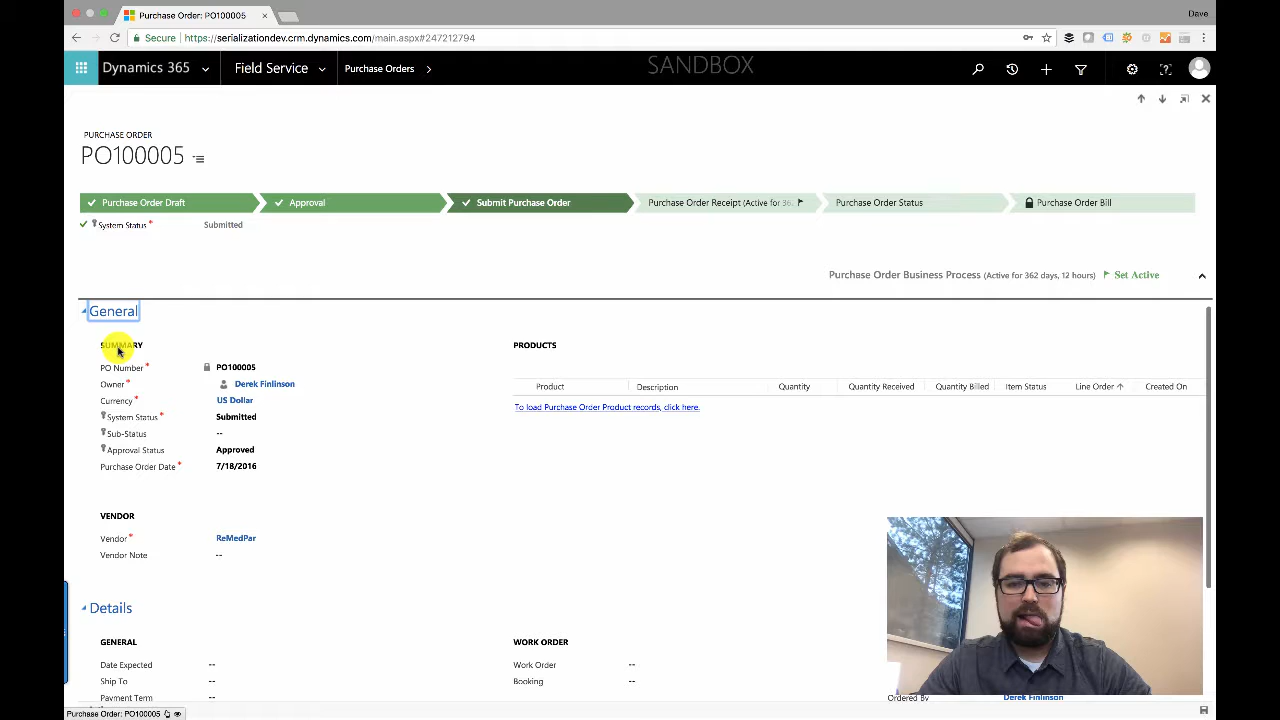 Purchase Order: PO100005 ×
Dave
Secure https://serializationdev.crm.dynamics.com/main.aspx#247212794
Dynamics 365 Field Service Purchase Orders
SANDBOX
PURCHASE ORDER
PO100005
Purchase Order Draft Approval Submit Purchase Order Purchase Order Receipt (Active for 36 Purchase Order Status Purchase Order Bill
System Status* Submitted
Purchase Order Business Process (Active for 362 days, 12 hours) Set Active
General
SUMMARY
PO Number* PO100005
Owner* Derek Finlinson
Currency* US Dollar
System Status* Submitted
Sub-Status --
Approval Status Approved
Purchase Order Date* 7/18/2016
PRODUCTS
Product Description Quantity Quantity Received Quantity Billed Item Status Line Order Created On
To load Purchase Order Product records, click here.
VENDOR
Vendor* ReMedPar
Vendor Note --
Details
GENERAL
Date Expected --
Ship To --
Payment Term --
WORK ORDER
Work Order --
Booking --
Ordered By Derek Finlinson
Purchase Order: PO100005